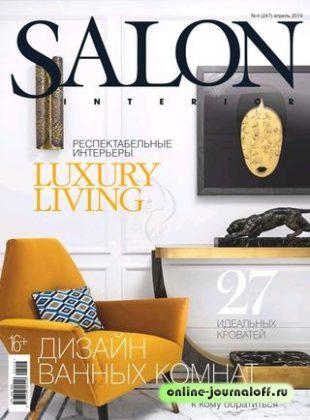 №4 (247) апрель 2019
SALON
INTERIOR
РЕСПЕКТАБЕЛЬНЫЕ
ИНТЕРЬЕРЫ
LUXURY
LIVING
27
ИДЕАЛЬНЫХ
КРОВАТЕЙ
16+
ДИЗАЙН
ВАННЫХ КОМНАТ
online-journaloff.ru
к кому обратиться